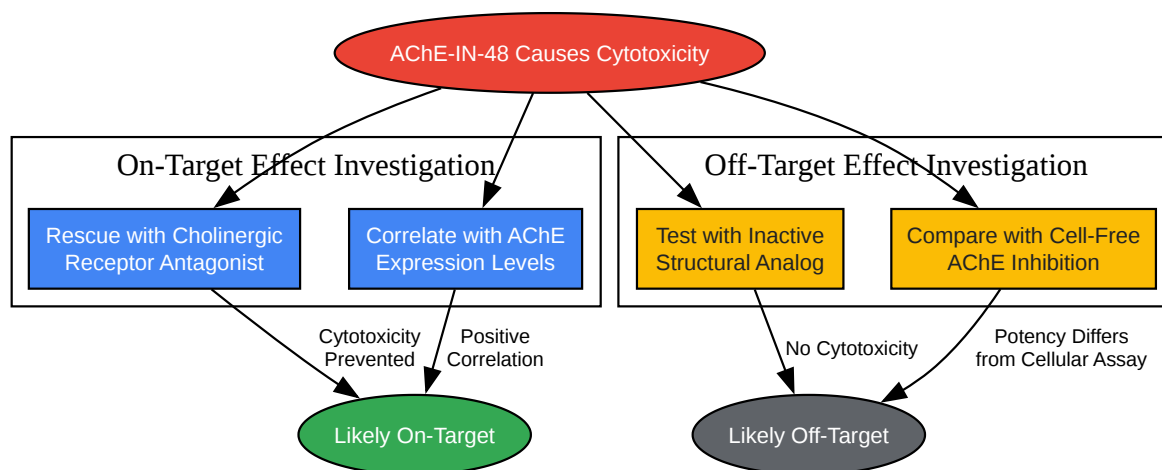 AChE-IN-48 Causes Cytotoxicity
On-Target Effect Investigation
Off-Target Effect Investigation
Rescue with Cholinergic
Receptor Antagonist
Correlate with AChE
Expression Levels
Test with Inactive
Structural Analog
Compare with Cell-Free
AChE Inhibition
Cytotoxicity
Prevented
Positive
Correlation
No Cytotoxicity
Potency Differs
from Cellular Assay
Likely On-Target
Likely Off-Target